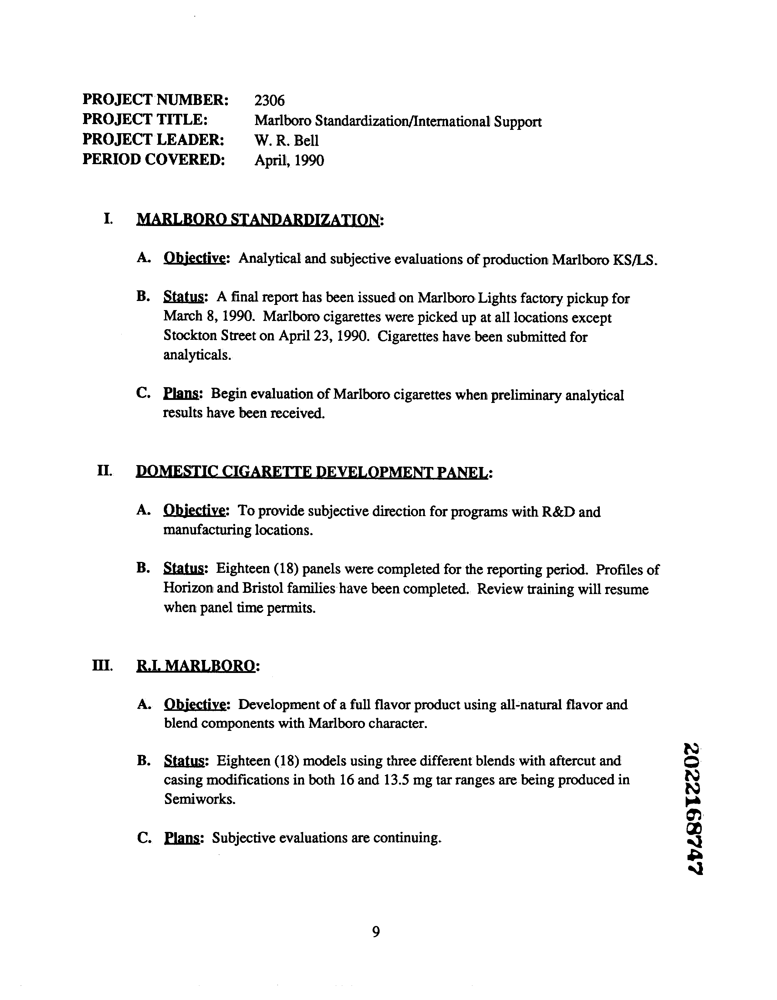 PROJECT NUMBER: 2306
PROJECT TITLE: Marlboro Standardization/International Support
PROJECT LEADER: W. R. Bell
PERIOD COVERED: April, 1990
I. MARLBORO STANDARDIZATION:
A. Objective: Analytical and subjective evaluations of production Marlboro KS/LS.
B. Status: A final report has been issued on Marlboro Lights factory pickup for
March 8, 1990. Marlboro cigarettes were picked up at all locations except
Stockton Street on April 23, 1990. Cigarettes have been submitted for
analyticals.
C. Plans: Begin evaluation of Marlboro cigarettes when preliminary analytical
results have been received.
II. DOMESTIC CIGARETTE DEVELOPMENT PANEL:
A. Objective: To provide subjective direction for programs with R&D and
manufacturing locations.
B. Status: Eighteen (18) panels were completed for the reporting period. Profiles of
Horizon and Bristol families have been completed. Review training will resume
when panel time permits.
III. R.I. MARLBORO:
A. Objective: Development of a full flavor product using all-natural flavor and
blend components with Marlboro character.
B. Status: Eighteen (18) models using three different blends with aftercut and
casing modifications in both 16 and 13.5 mg tar ranges are being produced in
Semiworks.
C. Plans: Subjective evaluations are continuing.
2022168747
9